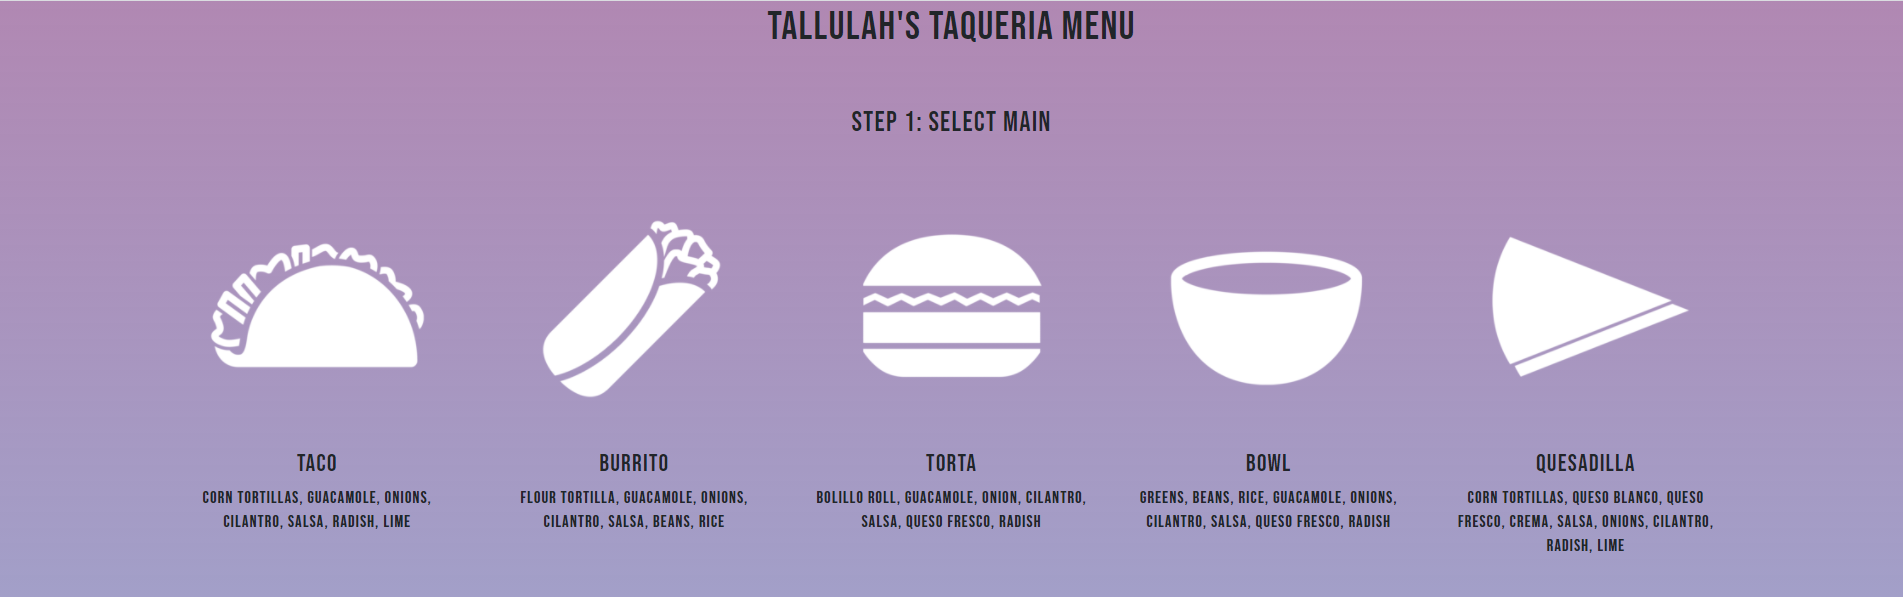 TALLULAH'S TAQUERIA MENU
STEP 1: SELECT MAIN
TACO
CORN TORTILLAS, GUACAMOLE, ONIONS,
CILANTRO, SALSA, RADISH, LIME
BURRITO
FLOUR TORTILLA, GUACAMOLE, ONIONS,
CILANTRO, SALSA, BEANS, RICE
TORTA
BOLILLO ROLL, GUACAMOLE, ONION, CILANTRO,
SALSA, QUESO FRESCO, RADISH
BOWL
GREENS, BEANS, RICE, GUACAMOLE, ONIONS,
CILANTRO, SALSA, QUESO FRESCO, RADISH
QUESADILLA
CORN TORTILLAS, QUESO BLANCO, QUESO
FRESCO, CREMA, SALSA, ONIONS, CILANTRO,
RADISH, LIME